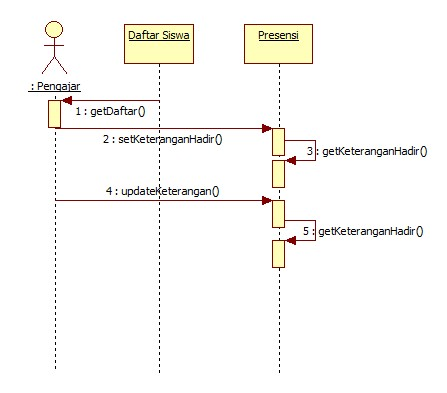 Daftar Siswa
Presensi
: Pengajar
1 : getDaftar()
2 : setKeteranganHadir()
3 : getKeteranganHadir()
4 : updateKeterangan()
5 : getKeteranganHadir()